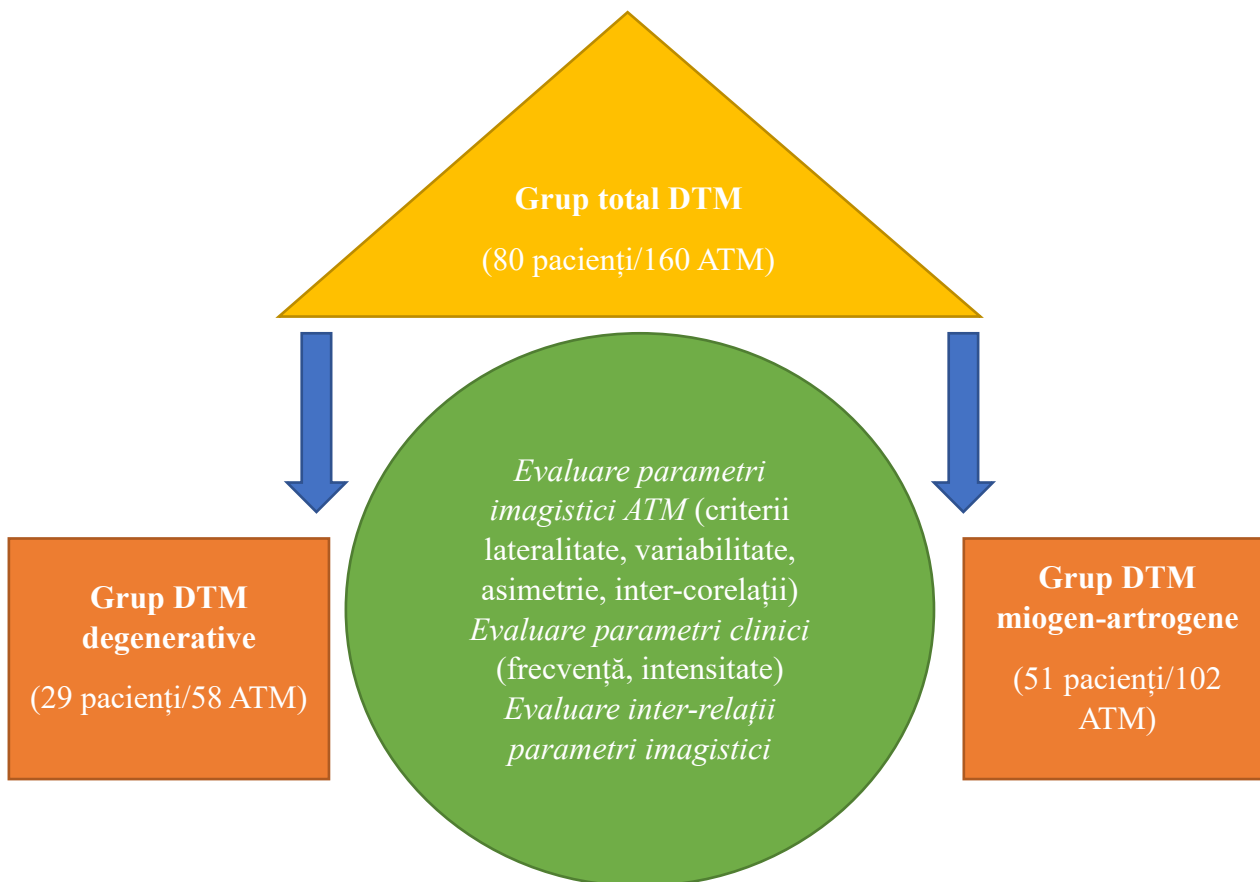 Grup total DTM
(80 pacienți/160 ATM)
Evaluare parametri
imagistici ATM (criterii
lateralitate, variabilitate,
asimetrie, inter-corelații)
Evaluare parametri clinici
(frecvență, intensitate)
Evaluare inter-relații
parametri imagistici
Grup DTM
degenerative
(29 pacienți/58 ATM)
Grup DTM
miogen-artrogene
(51 pacienți/102
ATM)